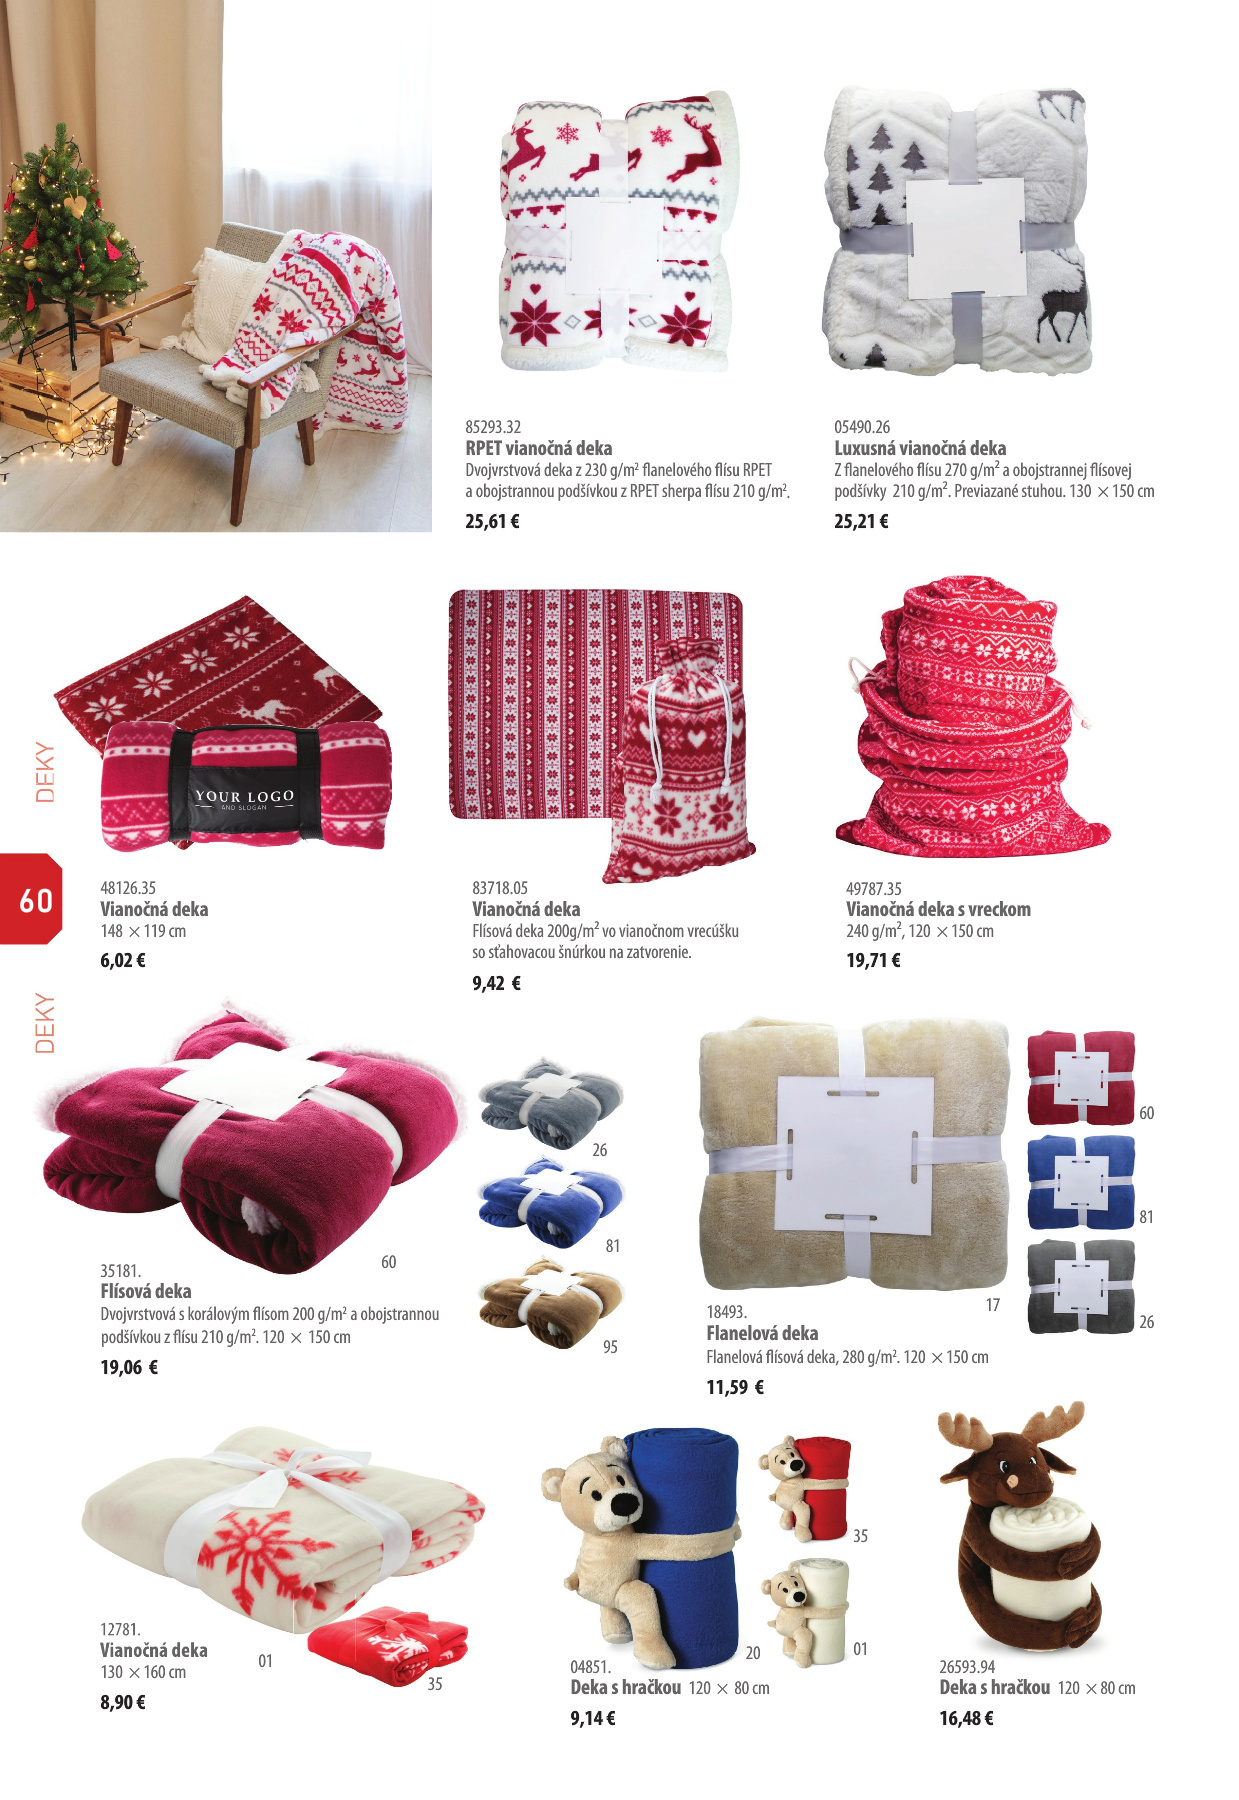 85293.32
RPET vianočná deka
Dvojvrstvová deka z 230 g/m² flanelového flísu RPET
a obojstrannou podšívkou z RPET sherpa flísu 210 g/m².
25,61 €
05490.26
Luxusná vianočná deka
Z flanelového flísu 270 g/m² a obojstrannej flísovej
podšívky 210 g/m². Previazané stuhou. 130 × 150 cm
25,21 €
DEKY
60
DEKY
YOUR LOGO
AND SLOGAN
48126.35
Vianočná deka
148 × 119 cm
6,02 €
83718.05
Vianočná deka
Flísová deka 200g/m² vo vianočnom vrecúšku
so sťahovacou šnúrkou na zatvorenie.
9,42 €
49787.35
Vianočná deka s vreckom
240 g/m², 120 × 150 cm
19,71 €
26
81
95
60
35181.
Flísová deka
Dvojvrstvová s korálovým flísom 200 g/m² a obojstrannou
podšívkou z flísu 210 g/m². 120 × 150 cm
19,06 €
60
81
26
17
18493.
Flanelová deka
Flanelová flísová deka, 280 g/m². 120 × 150 cm
11,59 €
12781.
Vianočná deka
130 × 160 cm
8,90 €
01
35
35
01
20
04851.
Deka s hračkou 120 × 80 cm
9,14 €
26593.94
Deka s hračkou 120 × 80 cm
16,48 €